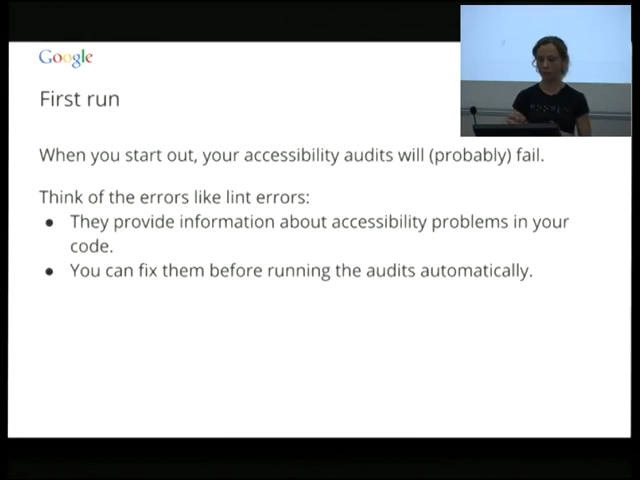 Google
First run
When you start out, your accessibility audits will (probably) fail.
Think of the errors like lint errors:
● They provide information about accessibility problems in your
code.
● You can fix them before running the audits automatically.